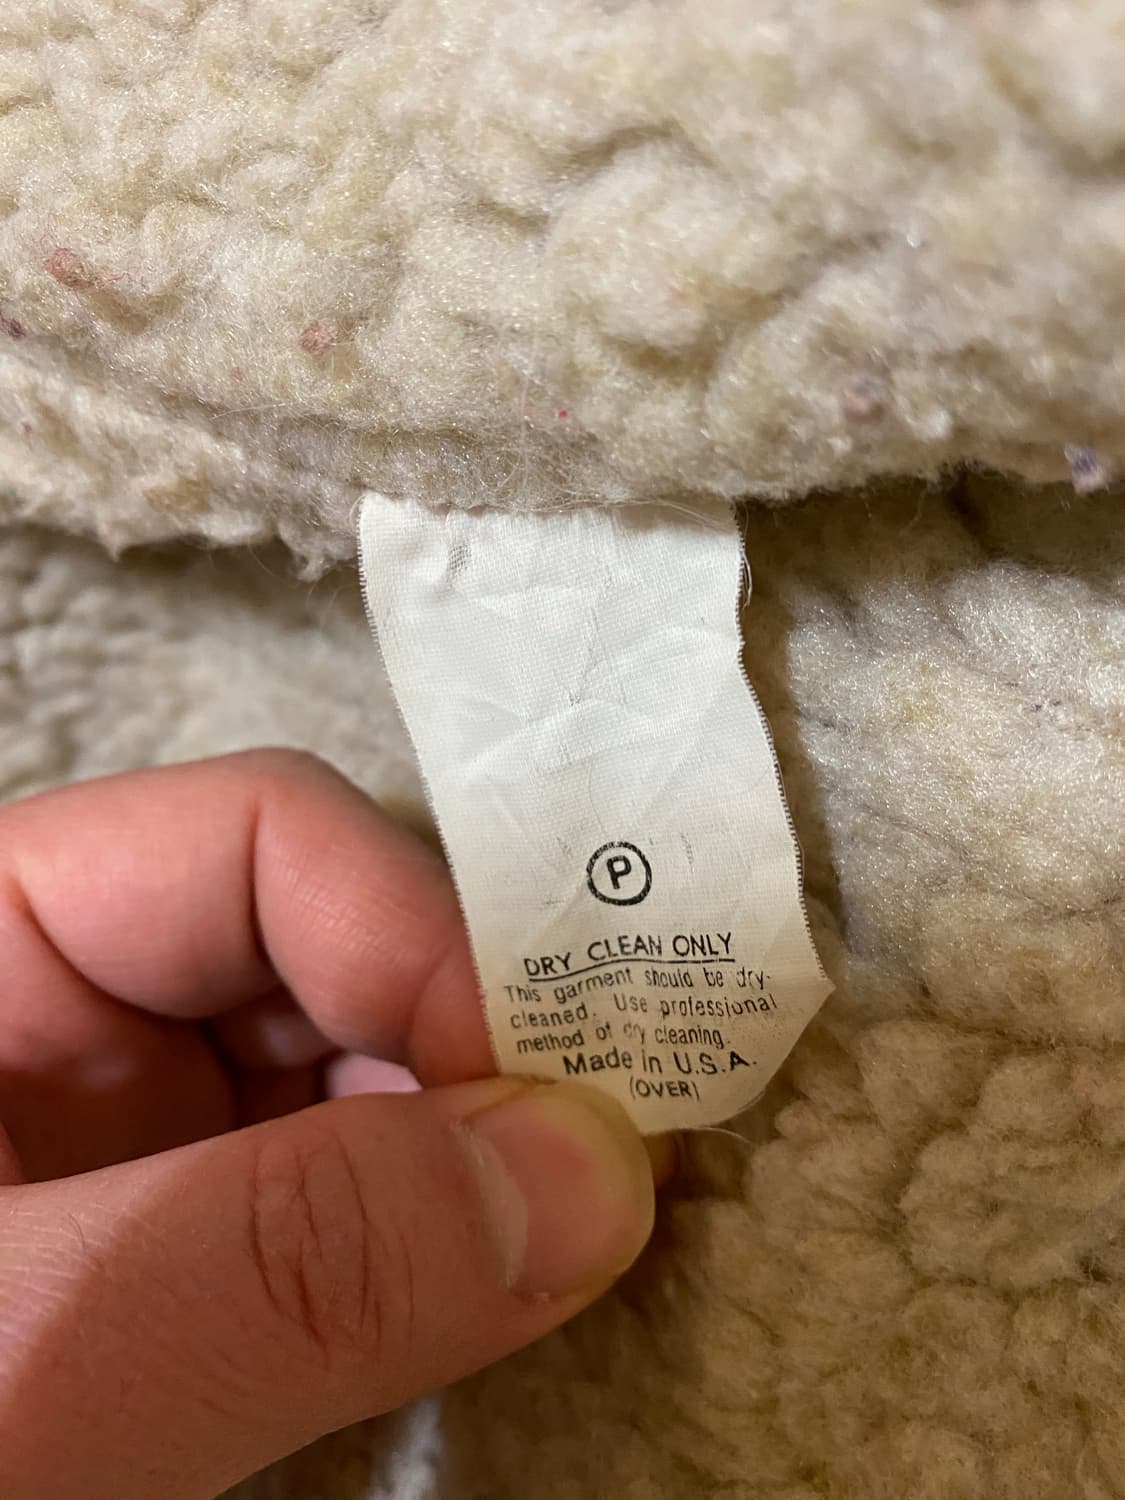 P
DRY CLEAN ONLY
This garment should be dry-
cleaned. Use professional
method of dry cleaning.
Made in U.S.A.
(OVER)